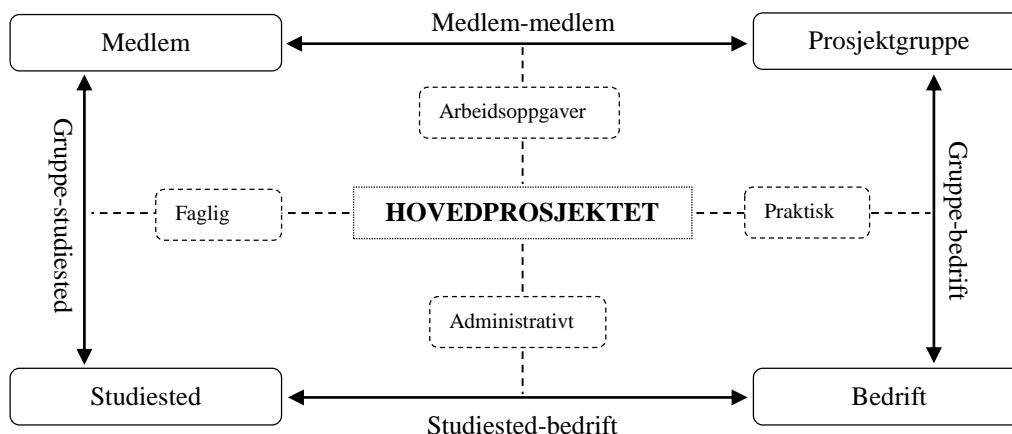 Medlem-medlem
Medlem
Prosjektgruppe
Arbeidsoppgaver
Gruppe-studiested
Gruppe-bedrift
Faglig
HOVEDPROSJEKTET
Praktisk
Administrativt
Studiested
Bedrift
Studiested-bedrift